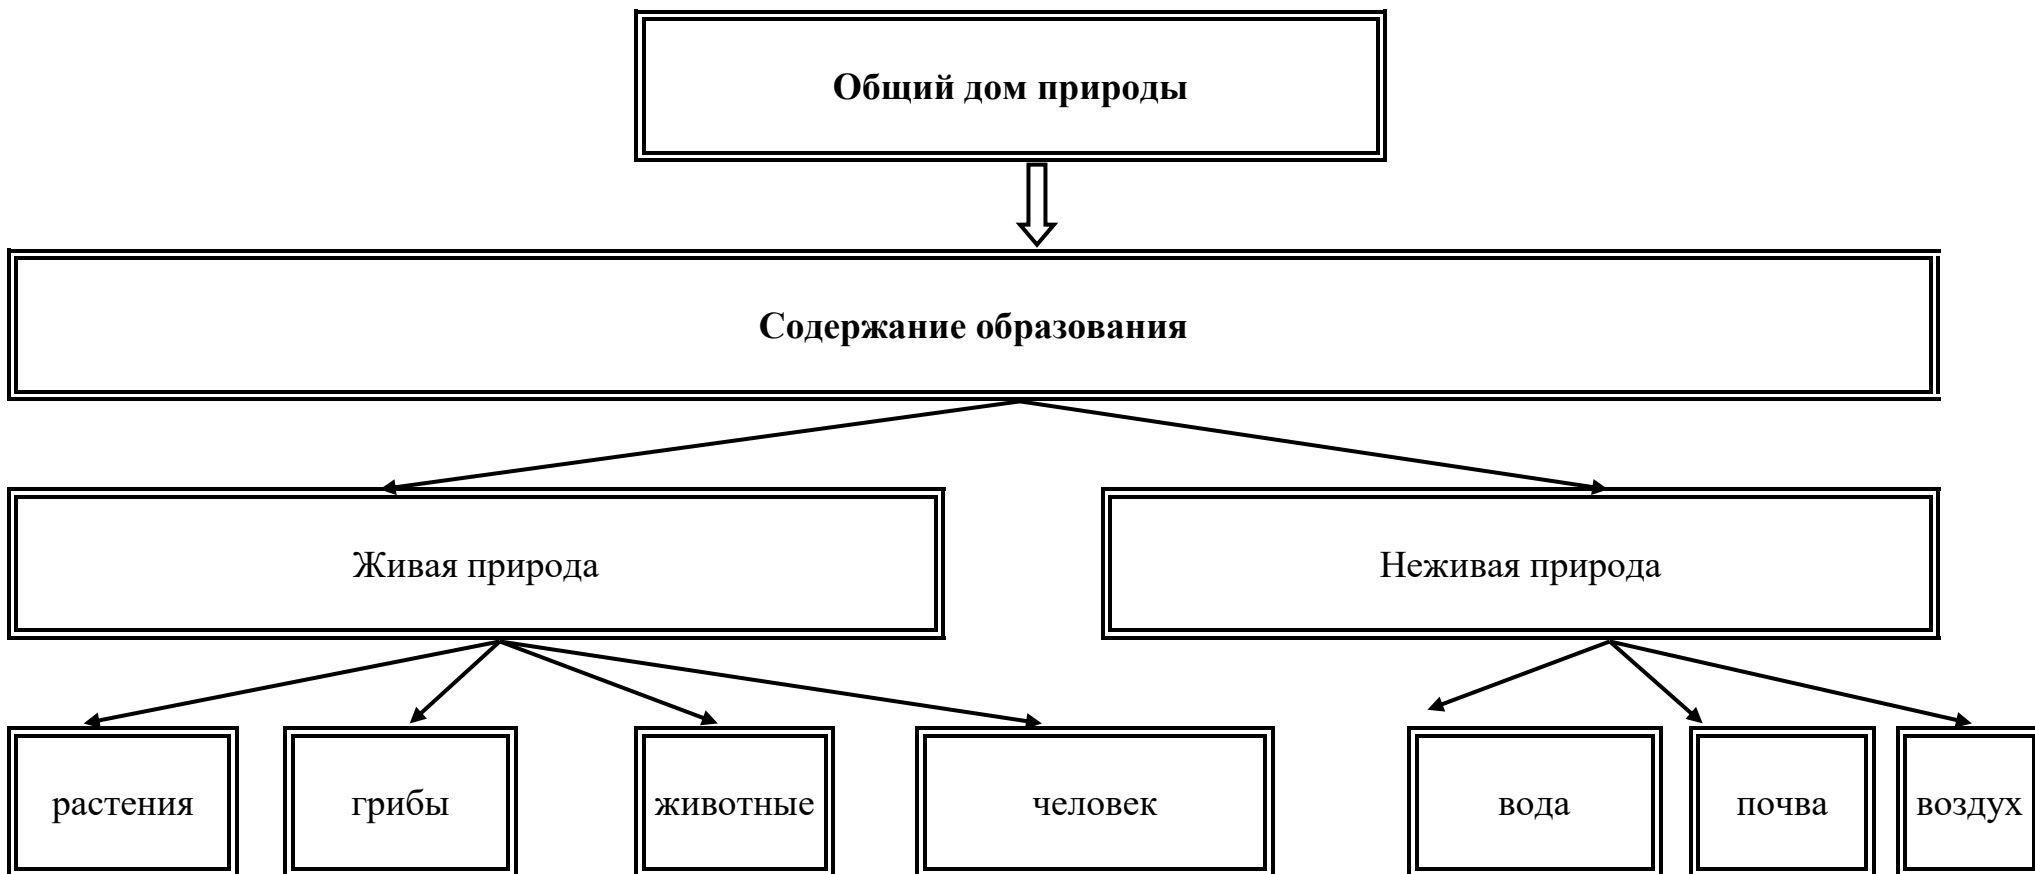 Общий дом природы
Содержание образования
Живая природа
Неживая природа
растения
грибы
животные
человек
вода
почва
воздух